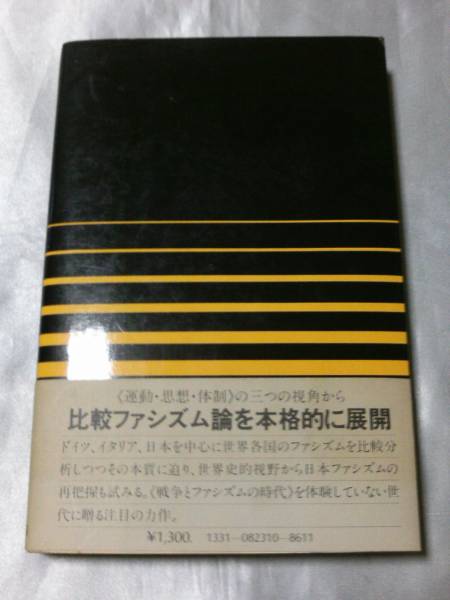 《運動・思想・体制》の三つの視角から
比較ファシズム論を本格的に展開
ドイツ、イタリア、日本を中心に世界各国のファシズムを比較分
析しつつその本質に迫り、世界史的視野から日本ファシズムの
再把握も試みる。《戦争とファシズムの時代》を体験していない世
代に贈る注目の力作。
¥1,300. 1331—082310—8611